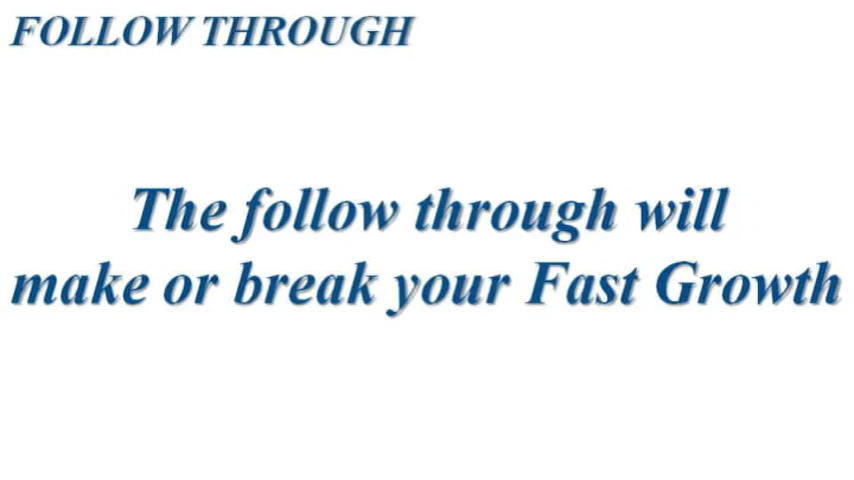 FOLLOW THROUGH
The follow through will
make or break your Fast Growth